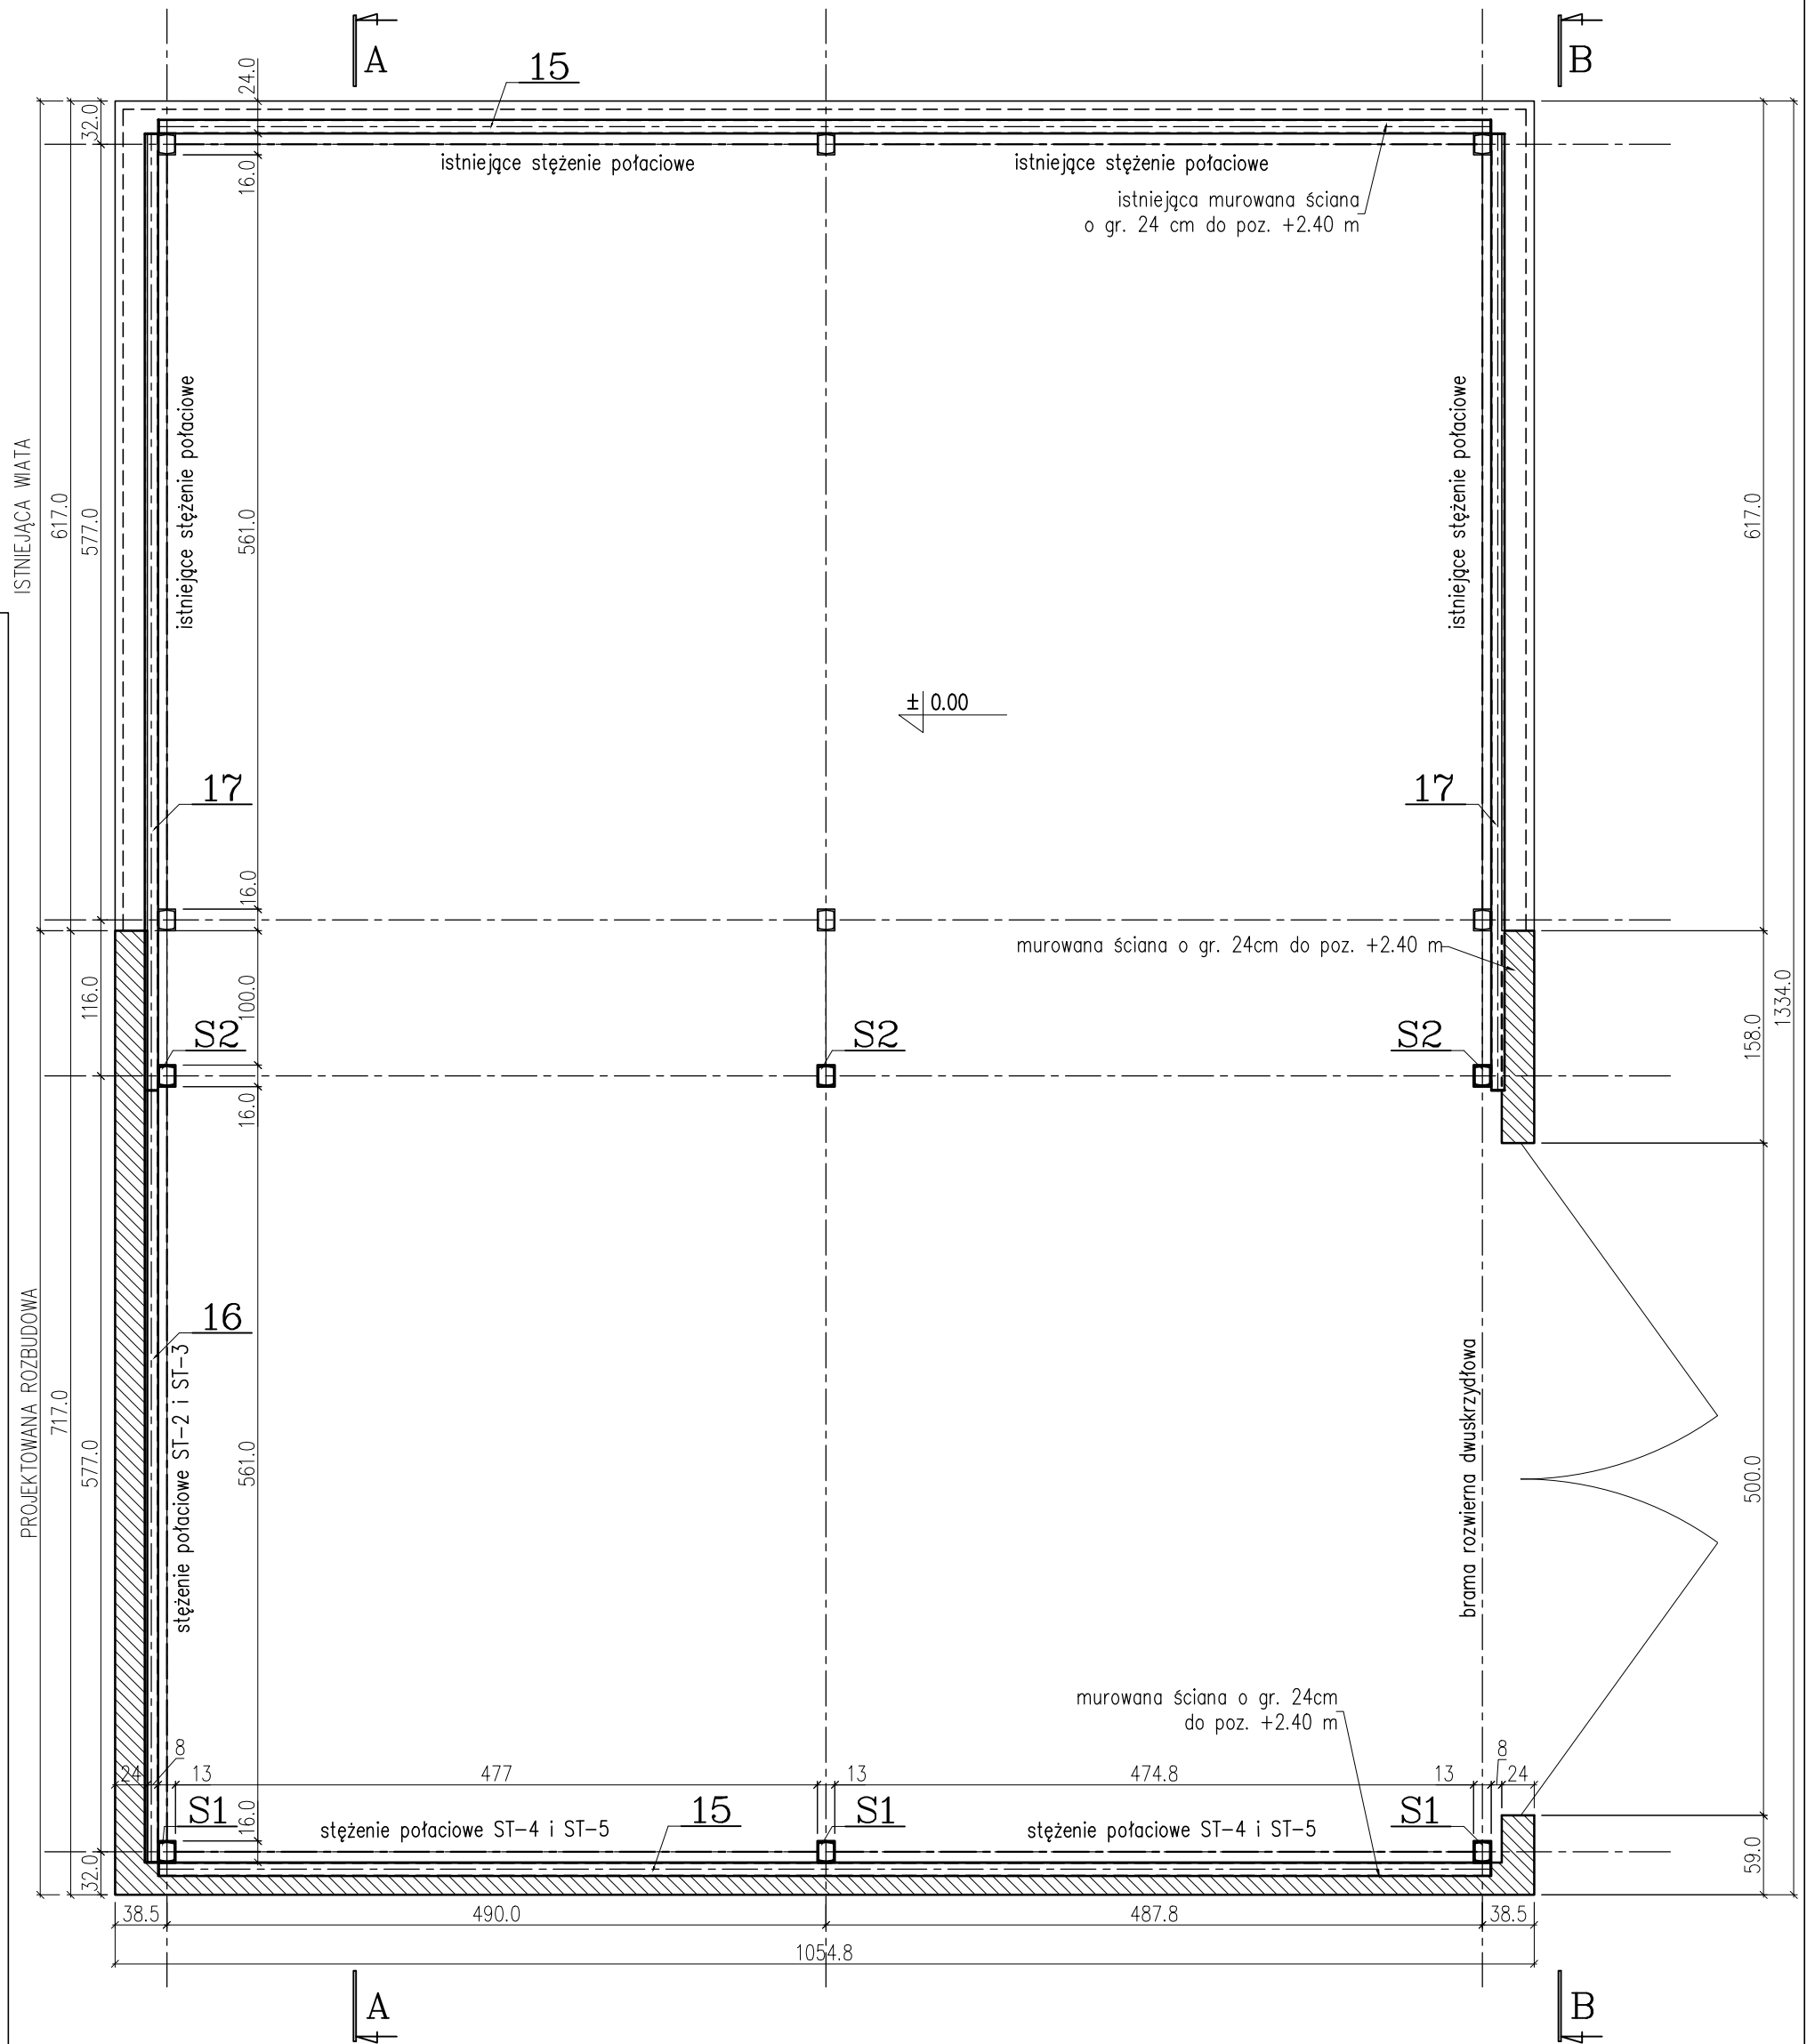 A
B
15
24.0
32.0
16.0
istniejące stężenie połaciowe
istniejące stężenie połaciowe
istniejąca murowana ściana
o gr. 24 cm do poz. +2.40 m
istniejące stężenie połaciowe
istniejące stężenie połaciowe
ISTNIEJĄCA WIATA
617.0
577.0
561.0
617.0
± 0.00
17
17
16.0
murowana ściana o gr. 24cm do poz. +2.40 m
116.0
100.0
S2
S2
S2
158.0
1334.0
16.0
16
PROJEKTOWANA ROZBUDOWA
717.0
577.0
stężenie połaciowe ST-2 i ST-3
561.0
brama rozwierna dwuskrzydłowa
500.0
murowana ściana o gr. 24cm
do poz. +2.40 m
8
8
24
13
477
13
474.8
13
24
S1
16.0
stężenie połaciowe ST-4 i ST-5
15
S1
stężenie połaciowe ST-4 i ST-5
S1
32.0
59.0
38.5
490.0
487.8
38.5
1054.8
A
B